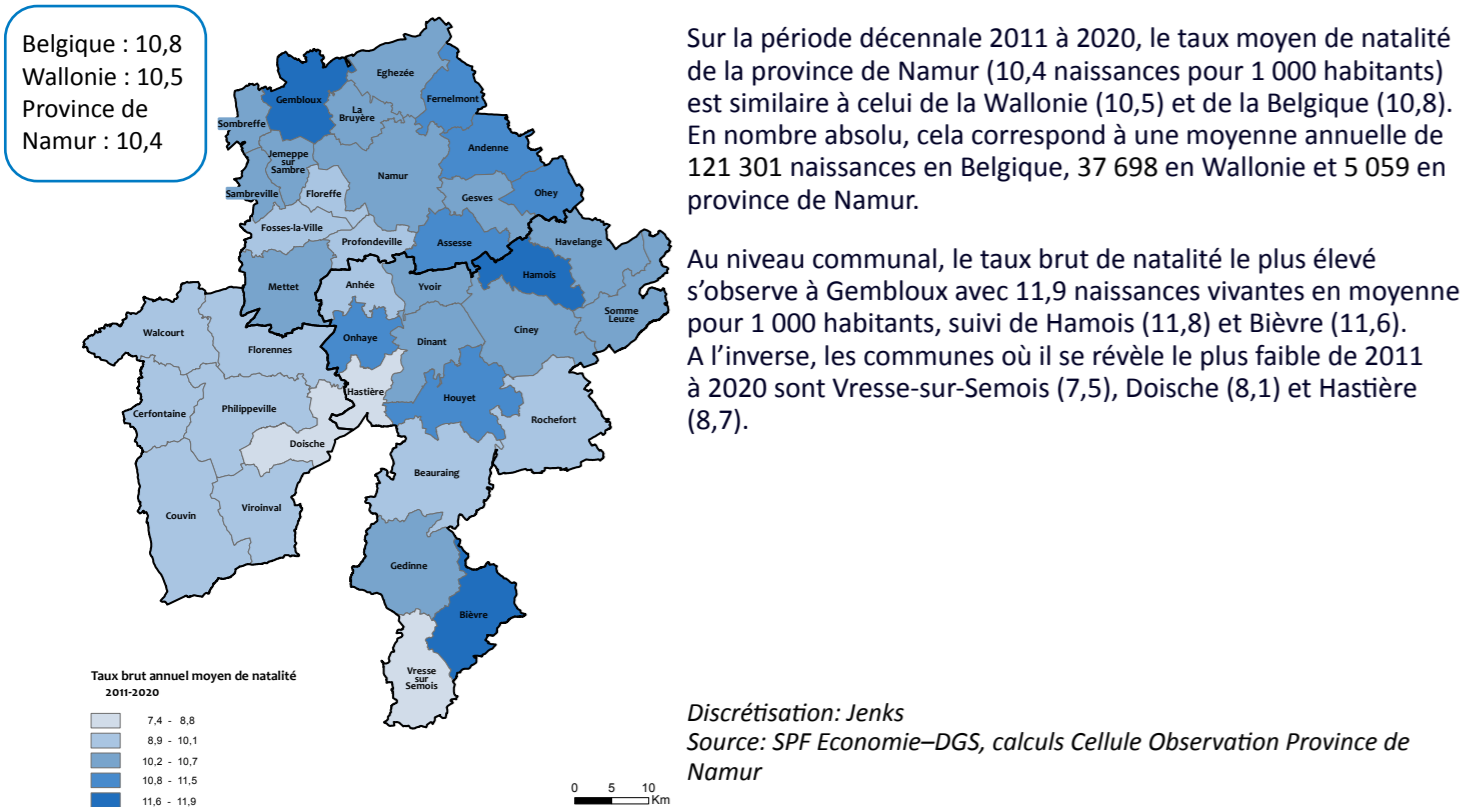 Belgique : 10,8
Wallonie : 10,5
Province de
Namur : 10,4
Sur la période décennale 2011 à 2020, le taux moyen de natalité
de la province de Namur (10,4 naissances pour 1 000 habitants)
est similaire à celui de la Wallonie (10,5) et de la Belgique (10,8).
En nombre absolu, cela correspond à une moyenne annuelle de
121 301 naissances en Belgique, 37 698 en Wallonie et 5 059 en
province de Namur.
Au niveau communal, le taux brut de natalité le plus élevé
s’observe à Gembloux avec 11,9 naissances vivantes en moyenne
pour 1 000 habitants, suivi de Hamois (11,8) et Bièvre (11,6).
A l’inverse, les communes où il se révèle le plus faible de 2011
à 2020 sont Vresse-sur-Semois (7,5), Doische (8,1) et Hastière
(8,7).
Eghezée
Gembloux
Fernelmont
La
Bruyère
Sombreffe
Andenne
Jemeppe
sur
Sambre
Namur
Sambreville
Floreffe
Gesves
Ohey
Fosses-la-Ville
Profondeville
Assesse
Havelange
Hamois
Mettet
Anhée
Yvoir
Somme
Leuze
Walcourt
Onhaye
Dinant
Ciney
Florennes
Hastière
Houyet
Cerfontaine
Philippeville
Rochefort
Doische
Beauraing
Couvin
Viroinval
Gedinne
Bièvre
Vresse
sur
Semois
Taux brut annuel moyen de natalité
2011-2020
7,4 - 8,8
8,9 - 10,1
10,2 - 10,7
10,8 - 11,5
11,6 - 11,9
0 5 10
Km
Discrétisation: Jenks
Source: SPF Economie–DGS, calculs Cellule Observation Province de
Namur